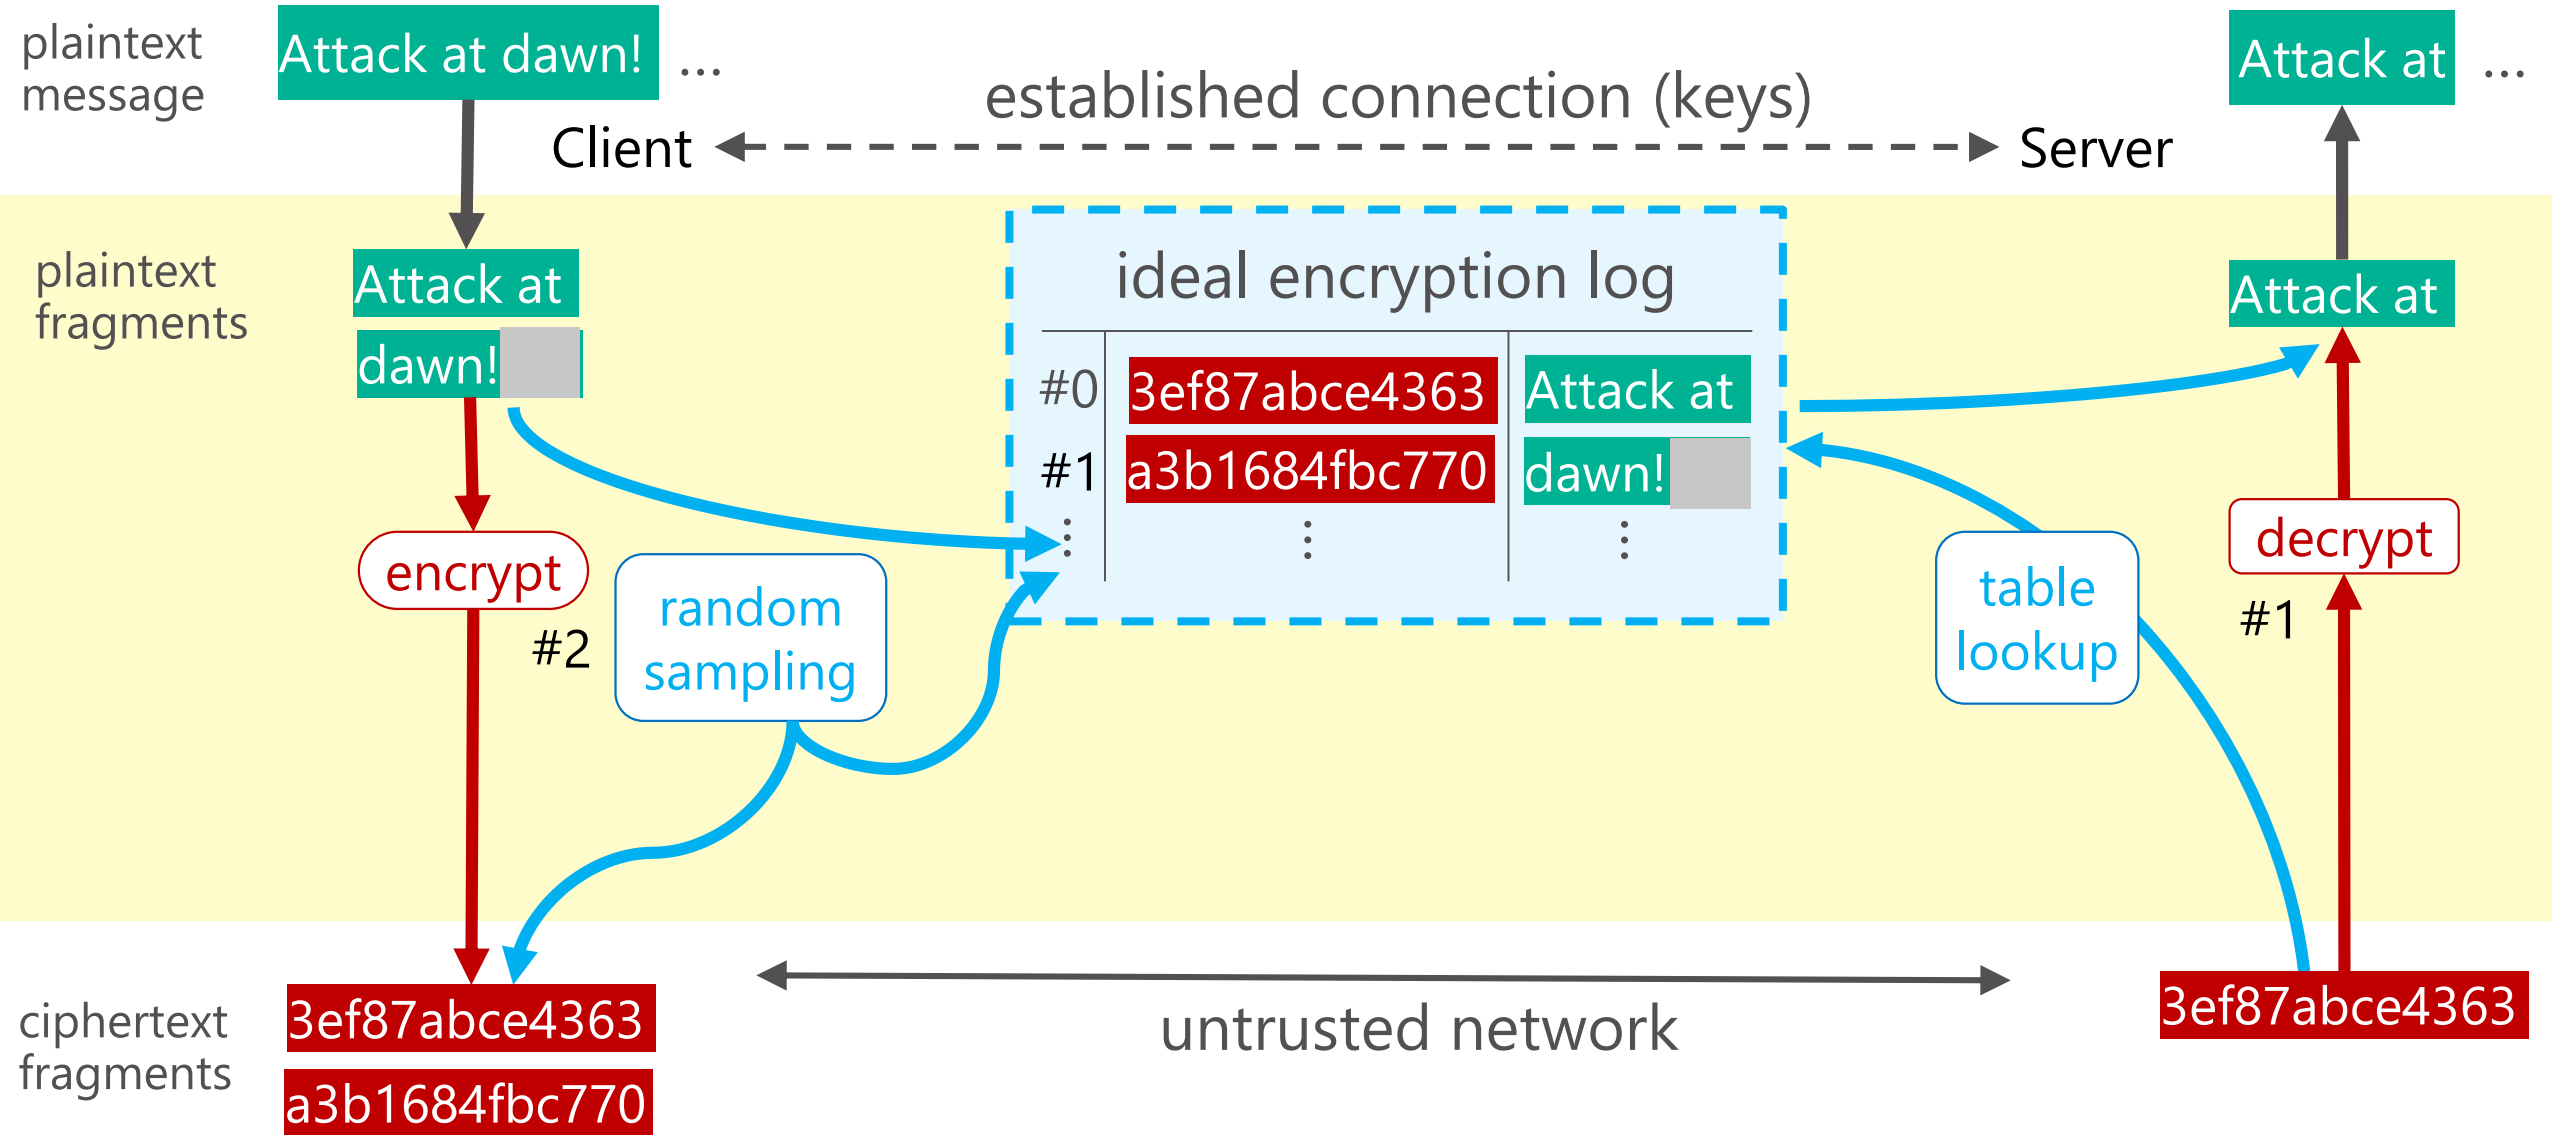 plaintext
message
Attack at dawn! ...
established connection (keys)
Client
Server
Attack at ...
plaintext
fragments
Attack at
dawn!
ideal encryption log
#0 3ef87abce4363 Attack at
#1 a3b1684fbc770 dawn!
⋮ ⋮ ⋮
Attack at
encrypt
#2
random
sampling
table
lookup
decrypt
#1
ciphertext
fragments
3ef87abce4363
a3b1684fbc770
untrusted network
3ef87abce4363